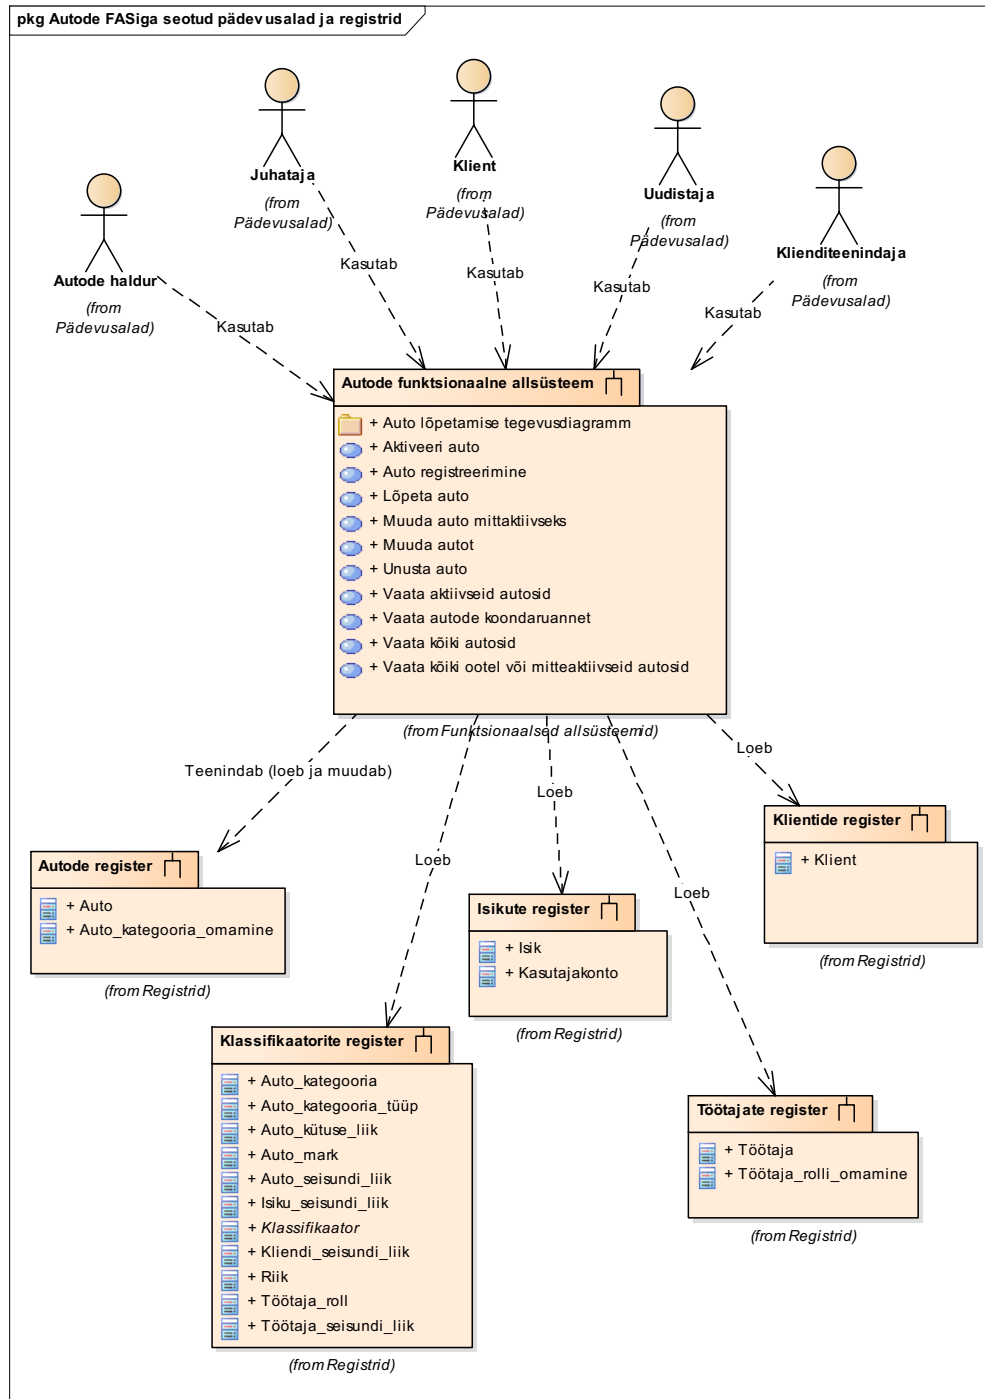 pkg Autode FASiga seotud pädevusalad ja registrid
Juhataja
(from
Pädevusalad)
Klient
(from
Pädevusalad)
Uudistaja
(from
Pädevusalad)
Klienditeenindaja
(from
Pädevusalad)
Autode haldur
(from
Pädevusalad)
Kasutab
Kasutab
Kasutab
Kasutab
Kasutab
Autode funktsionaalne allsüsteem
+ Auto lõpetamise tegevusdiagramm
+ Aktiveeri auto
+ Auto registreerimine
+ Lõpeta auto
+ Muuda auto mittaktiivseks
+ Muuda autot
+ Unusta auto
+ Vaata aktiivseid autosid
+ Vaata autode koondaruannet
+ Vaata kõiki autosid
+ Vaata kõiki ootel või mitteaktiivseid autosid
(from Funktsionaalsed allsüsteemid)
Teenindab (loeb ja muudab)
Loeb
Loeb
Loeb
Loeb
Autode register
+ Auto
+ Auto_kategooria_omamine
(from Registrid)
Klientide register
+ Klient
(from Registrid)
Isikute register
+ Isik
+ Kasutajakonto
(from Registrid)
Klassifikaatorite register
+ Auto_kategooria
+ Auto_kategooria_tüüp
+ Auto_kütuse_liik
+ Auto_mark
+ Auto_seisundi_liik
+ Isiku_seisundi_liik
+ Klassifikaator
+ Kliendi_seisundi_liik
+ Riik
+ Töötaja_roll
+ Töötaja_seisundi_liik
(from Registrid)
Töötajate register
+ Töötaja
+ Töötaja_rolli_omamine
(from Registrid)